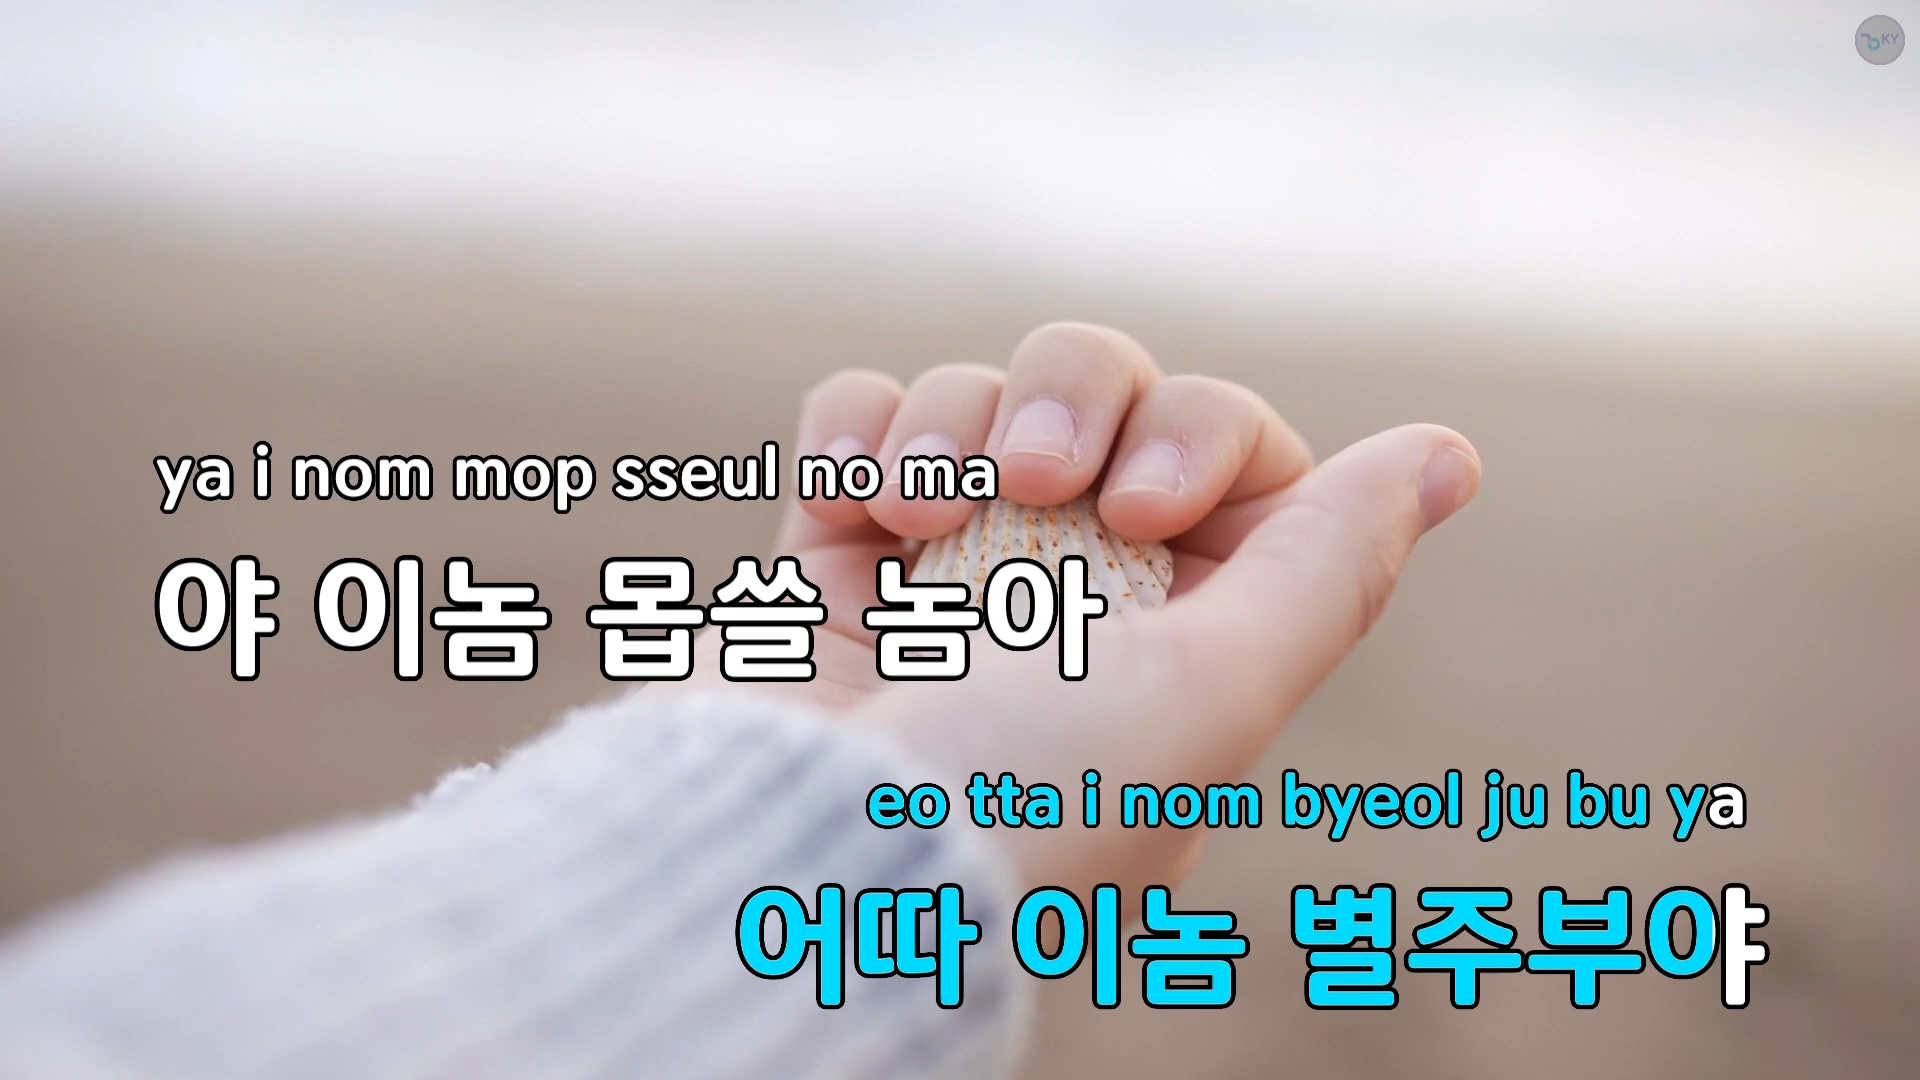 KY
ya i nom mop sseul no ma
야 이놈 몹쓸 놈아
eo tta i nom byeol ju bu ya
어따 이놈 별주부야